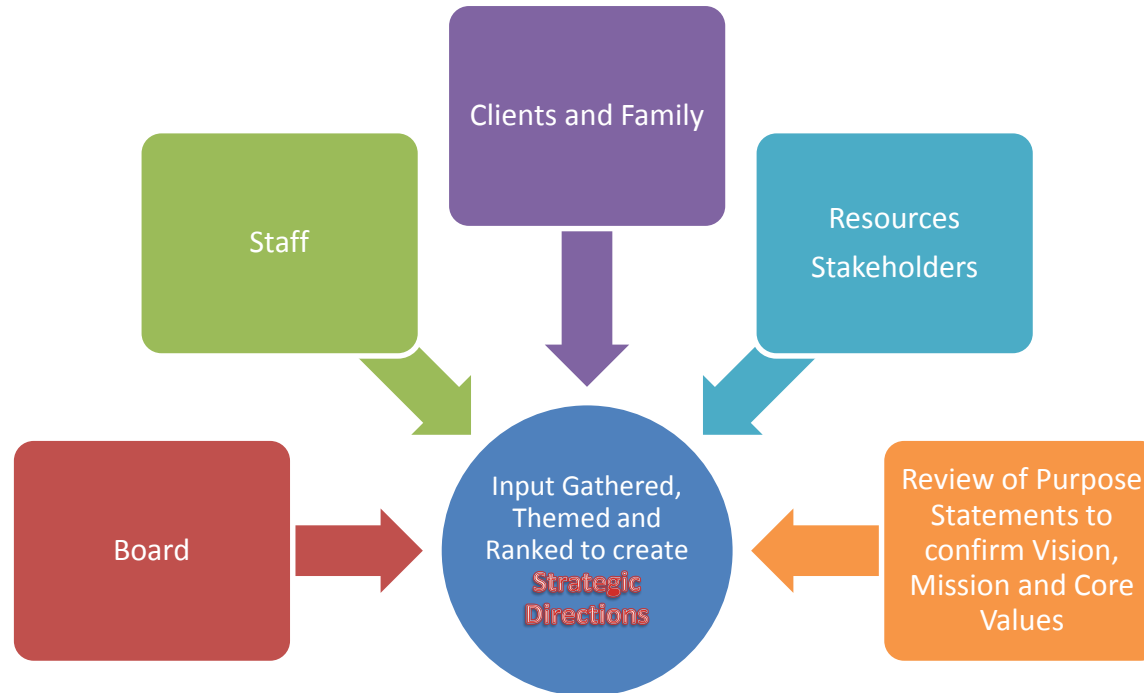 Clients and Family
Staff
Resources
Stakeholders
Board
Input Gathered,
Themed and
Ranked to create
Strategic
Directions
Review of Purpose
Statements to
confirm Vision,
Mission and Core
Values